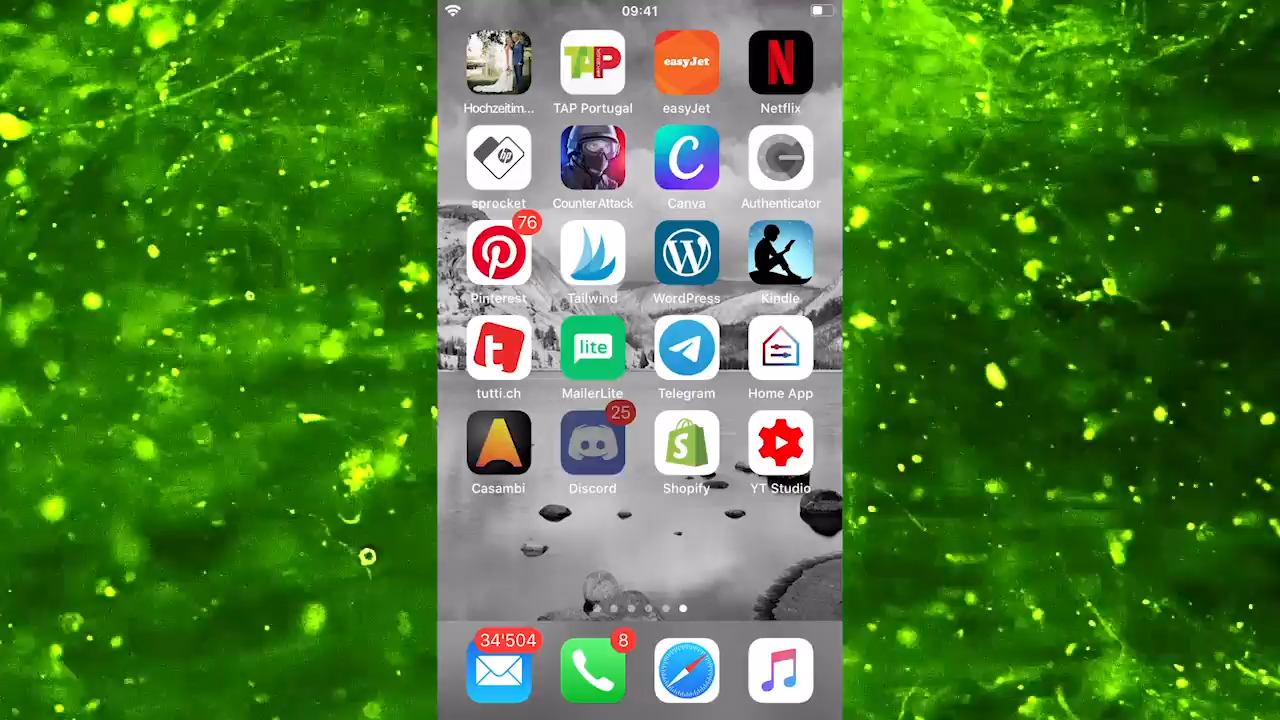 09:41
Hochzeitim... TAP Portugal easyJet Netflix
sprocket CounterAttack Canva Authenticator
76
Pinterest Tailwind WordPress Kindle
lite
tutti.ch MailerLite Telegram Home App
25
Casambi Discord Shopify YT Studio
34'504 8